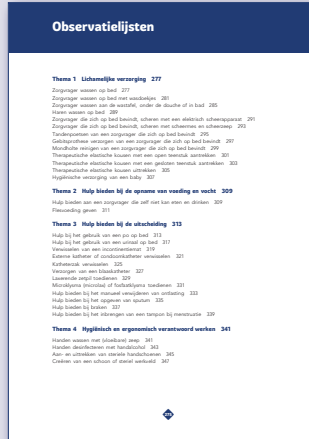 Observatielijsten
Thema 1 Lichamelijke verzorging 277
Zorgvrager wassen op bed 277
Zorgvrager wassen op bed met wasdoekjes 281
Zorgvrager wassen aan de wastafel, onder de douche of in bad 285
Haren wassen op bed 289
Zorgvrager die zich op bed bevindt, scheren met een elektrisch scheerapparaat 291
Zorgvrager die zich op bed bevindt, scheren met scheermes en scheerzeep 293
Tandenpoetsen van een zorgvrager die zich op bed bevindt 295
Gebitsprothese verzorgen van een zorgvrager die zich op bed bevindt 297
Mondholte reinigen van een zorgvrager die zich op bed bevindt 299
Therapeutische elastische kousen met een open teenstuk aantrekken 301
Therapeutische elastische kousen met een gesloten teenstuk aantrekken 303
Therapeutische elastische kousen uittrekken 305
Hygiënische verzorging van een baby 307
Thema 2 Hulp bieden bij de opname van voeding en vocht 309
Hulp bieden aan een zorgvrager die zelf niet kan eten en drinken 309
Flesvoeding geven 311
Thema 3 Hulp bieden bij de uitscheiding 313
Hulp bij het gebruik van een po op bed 313
Hulp bij het gebruik van een urinaal op bed 317
Verwisselen van een incontinentiemat 319
Externe katheter of condoomkatheter verwisselen 321
Katheterzak verwisselen 325
Verzorgen van een blaaskatheter 327
Laxerende zetpil toedienen 329
Microklysma (microlax) of fosfaatklysma toedienen 331
Hulp bieden bij het manueel verwijderen van ontlasting 333
Hulp bieden bij het opgeven van sputum 335
Hulp bieden bij braken 337
Hulp bieden bij het inbrengen van een tampon bij menstruatie 339
Thema 4 Hygiënisch en ergonomisch verantwoord werken 341
Handen wassen met (vloeibare) zeep 341
Handen desinfecteren met handalcohol 343
Aan- en uittrekken van steriele handschoenen 345
Creëren van een schoon of steriel werkveld 347
275